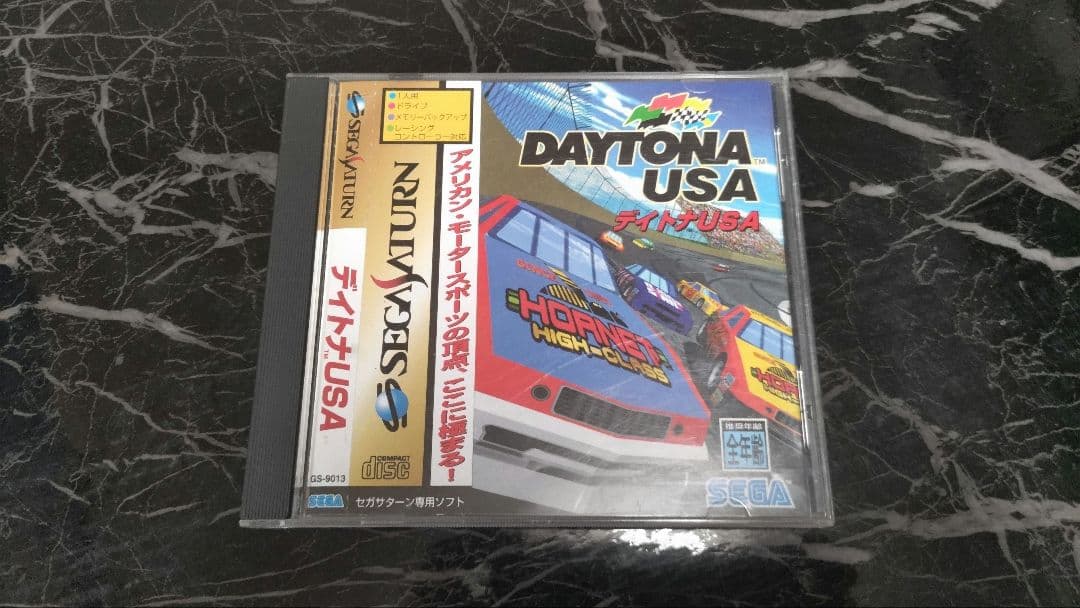 SEGA SATURN
デイトナ™USA
GS-9013
SEGA
1人用
ドライブ
メモリーバックアップ
レーシング
コントローラー対応
SEGA SATURN
COMPACT
disc
セガサターン専用ソフト
アメリカン・モータースポーツの頂点、ここに極まる!
DAYTONA™
USA
デイトナUSA
HORNET
HIGH-CLASS
推奨年齢
全年齢
SEGA